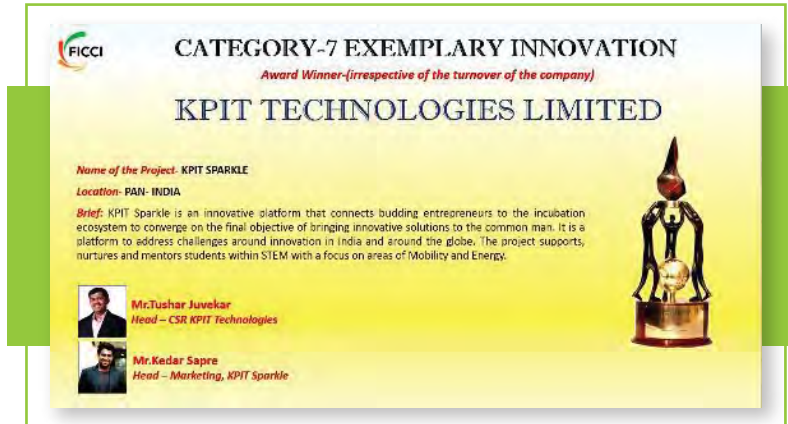 FICCI
CATEGORY-7 EXEMPLARY INNOVATION
Award Winner-(irrespective of the turnover of the company)
KPIT TECHNOLOGIES LIMITED
Name of the Project- KPIT SPARKLE
Location- PAN- INDIA
Brief: KPIT Sparkle is an innovative platform that connects budding entrepreneurs to the incubation
ecosystem to converge on the final objective of bringing innovative solutions to the common man. It is a
platform to address challenges around innovation in India and around the globe. The project supports,
nurtures and mentors students within STEM with a focus on areas of Mobility and Energy.
Mr.Tushar Juvekar
Head – CSR KPIT Technologies
Mr.Kedar Sapre
Head – Marketing, KPIT Sparkle